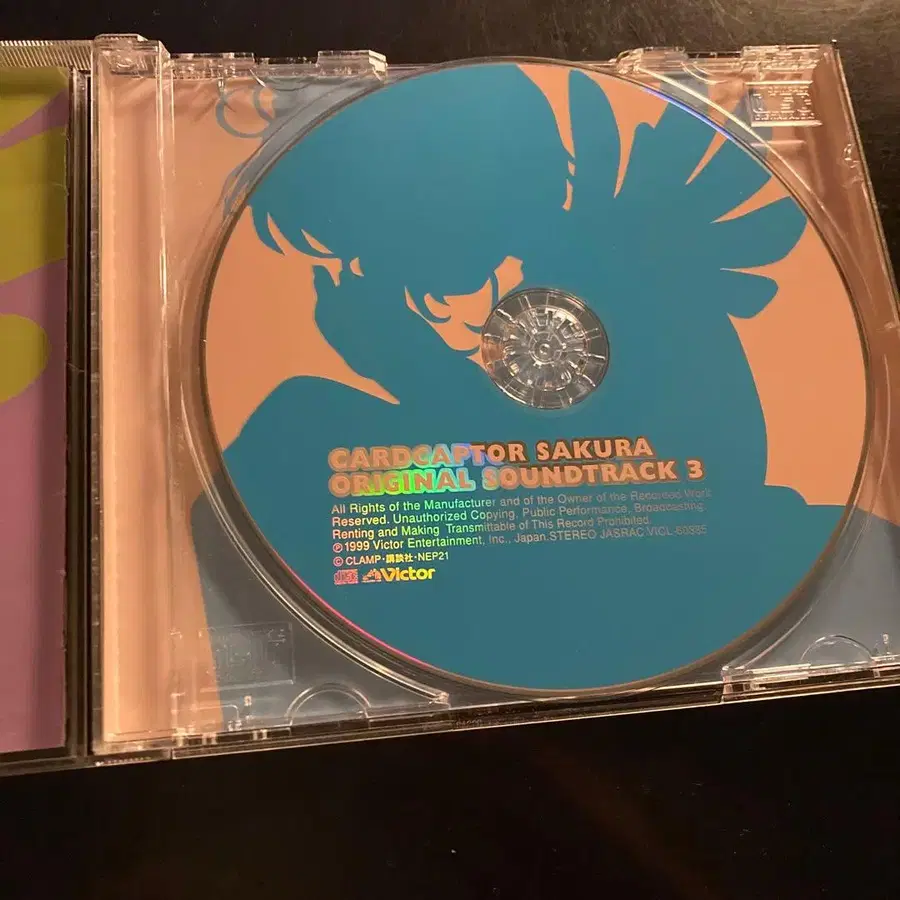 CARDCAPTOR SAKURA
ORIGINAL SOUNDTRACK 3
All Rights of the Manufacturer and of the Owner of the Recorded Work
Reserved. Unauthorized Copying, Public Performance, Broadcasting
Renting and Making Transmittable of This Record Prohibited.
℗1999 Victor Entertainment, Inc., Japan.STEREO JASRAC
©CLAMP・講談社・NEP21
Victor